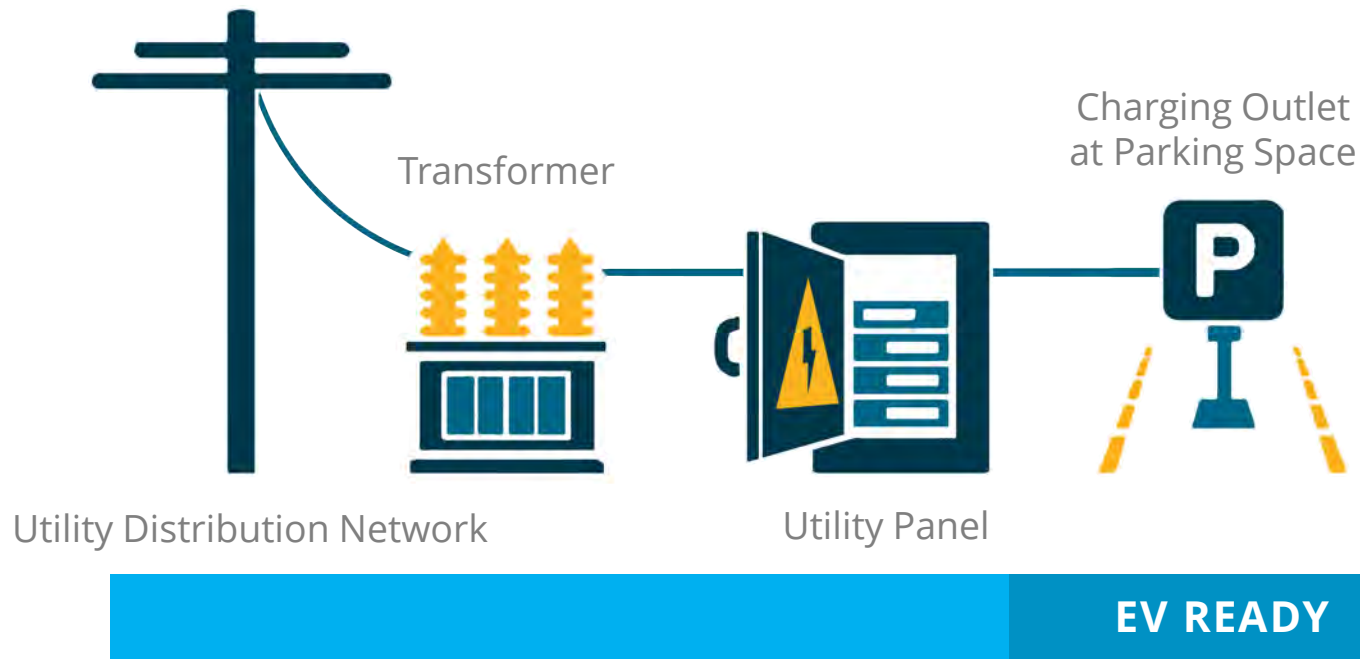 Transformer
Charging Outlet
at Parking Space
P
Utility Distribution Network
Utility Panel
EV READY